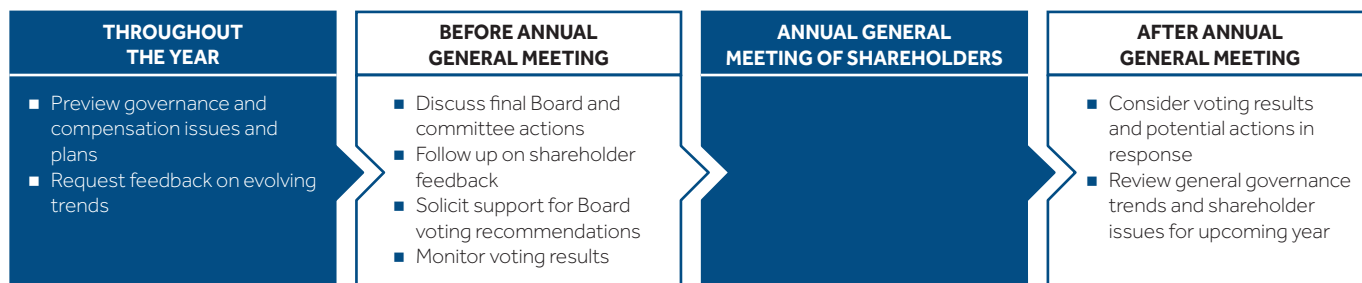 THROUGHOUT
THE YEAR
■ Preview governance and
compensation issues and
plans
■ Request feedback on evolving
trends
BEFORE ANNUAL
GENERAL MEETING
■ Discuss final Board and
committee actions
■ Follow up on shareholder
feedback
■ Solicit support for Board
voting recommendations
■ Monitor voting results
ANNUAL GENERAL
MEETING OF SHAREHOLDERS
AFTER ANNUAL
GENERAL MEETING
■ Consider voting results
and potential actions in
response
■ Review general governance
trends and shareholder
issues for upcoming year